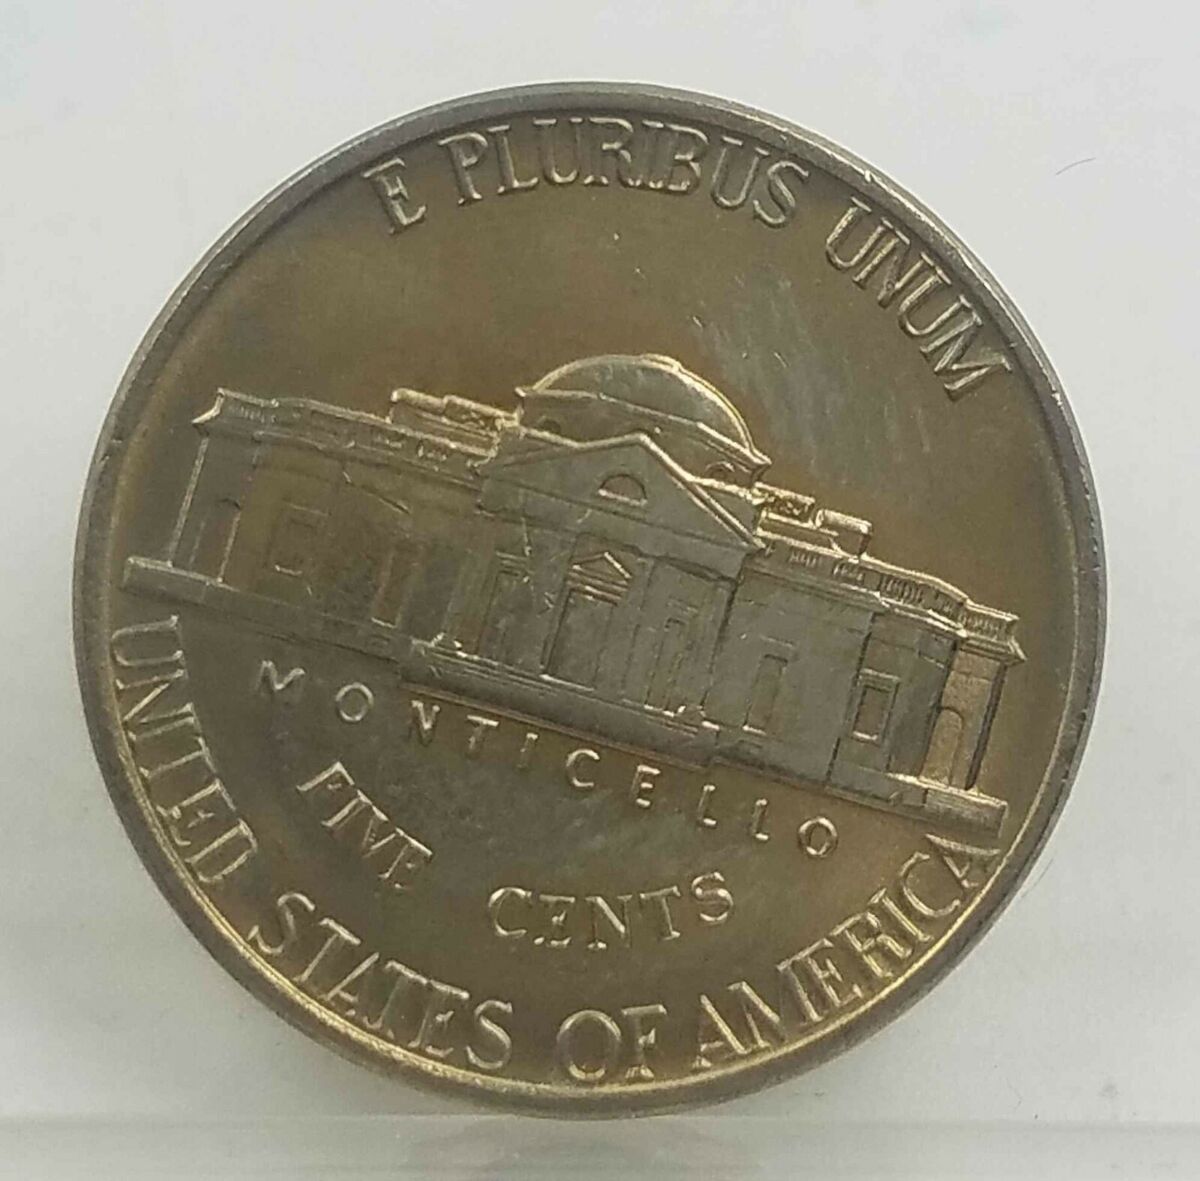 E PLURIBUS UNUM
MONTICELLO
FIVE CENTS
UNITED STATES OF AMERICA